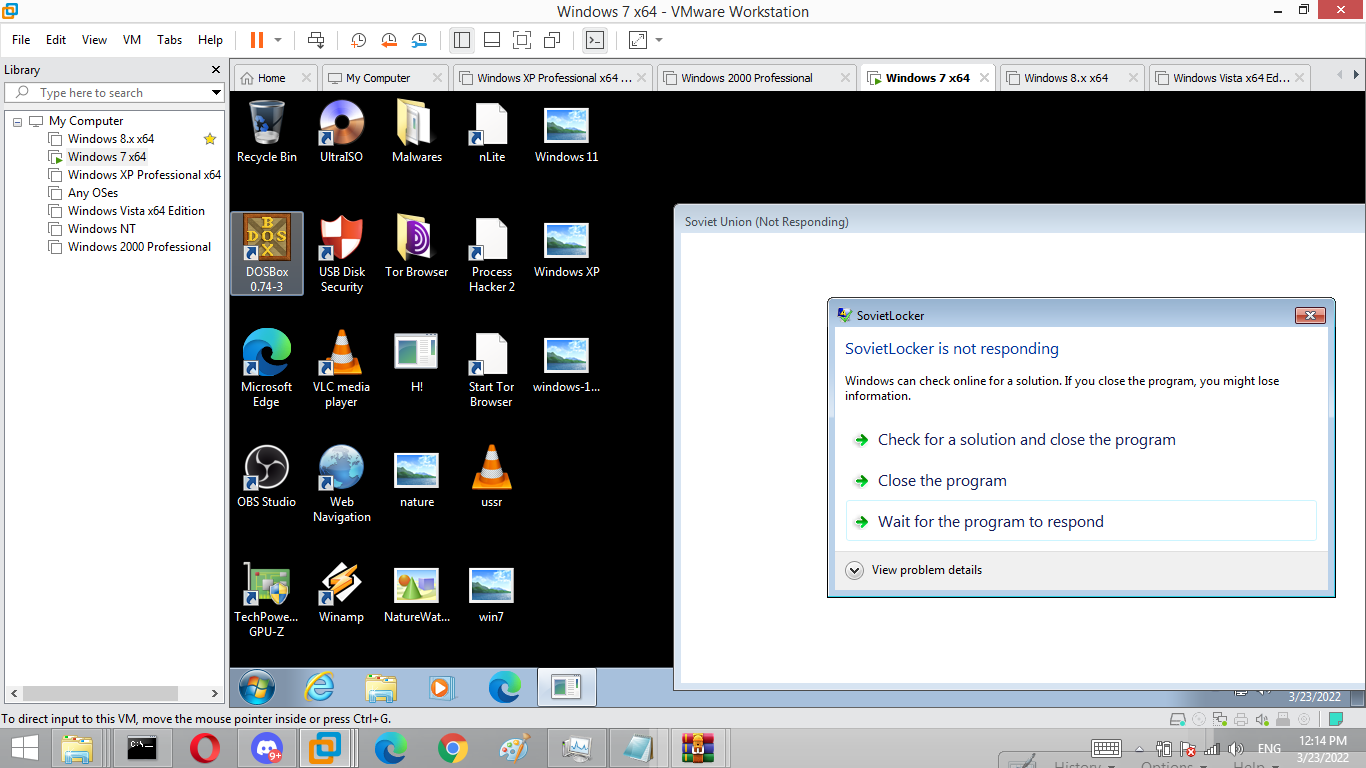 Windows 7 x64 - VMware Workstation
File Edit View VM Tabs Help
Library
Type here to search
My Computer
Windows 8.x x64
Windows 7 x64
Windows XP Professional x64
Any OSes
Windows Vista x64 Edition
Windows NT
Windows 2000 Professional
Home
My Computer
Windows XP Professional x64 ...
Windows 2000 Professional
Windows 7 x64
Windows 8.x x64
Windows Vista x64 Ed...
Recycle Bin
UltraISO
Malwares
nLite
Windows 11
BOX
DOS
DOSBox
0.74-3
USB Disk
Security
Tor Browser
Process
Hacker 2
Windows XP
Microsoft
Edge
VLC media
player
H!
Start Tor
Browser
windows-1...
OBS Studio
Web
Navigation
nature
ussr
TechPowe...
GPU-Z
Winamp
NatureWat...
win7
Soviet Union (Not Responding)
SovietLocker
SovietLocker is not responding
Windows can check online for a solution. If you close the program, you might lose
information.
Check for a solution and close the program
Close the program
Wait for the program to respond
View problem details
3/23/2022
To direct input to this VM, move the mouse pointer inside or press Ctrl+G.
C:\_
9+
ENG
12:14 PM
3/23/2022
History
Options
Help